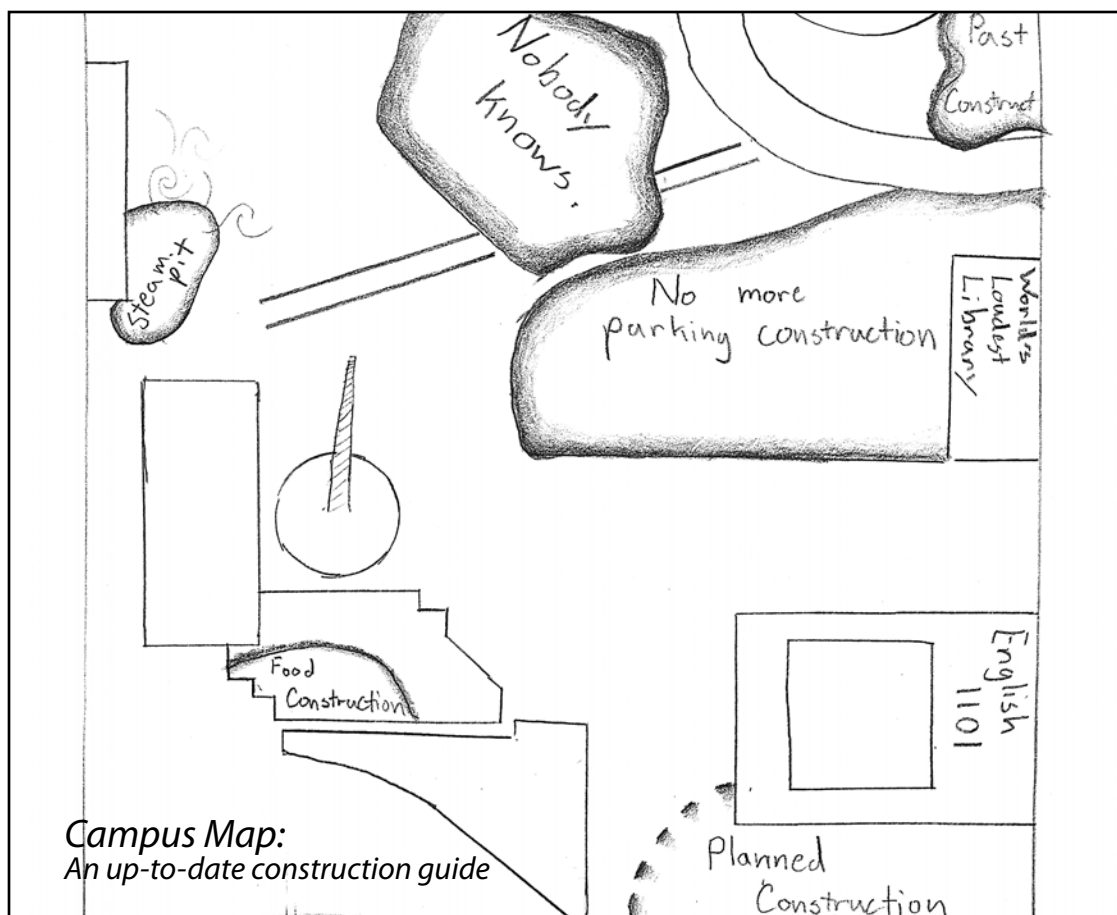 Nobody
knows.
Past
Construct
Steam
pit
No more
parking construction
World's
Loudest
Library
Food
Construction
English
1101
Planned
Construction
Campus Map:
An up-to-date construction guide